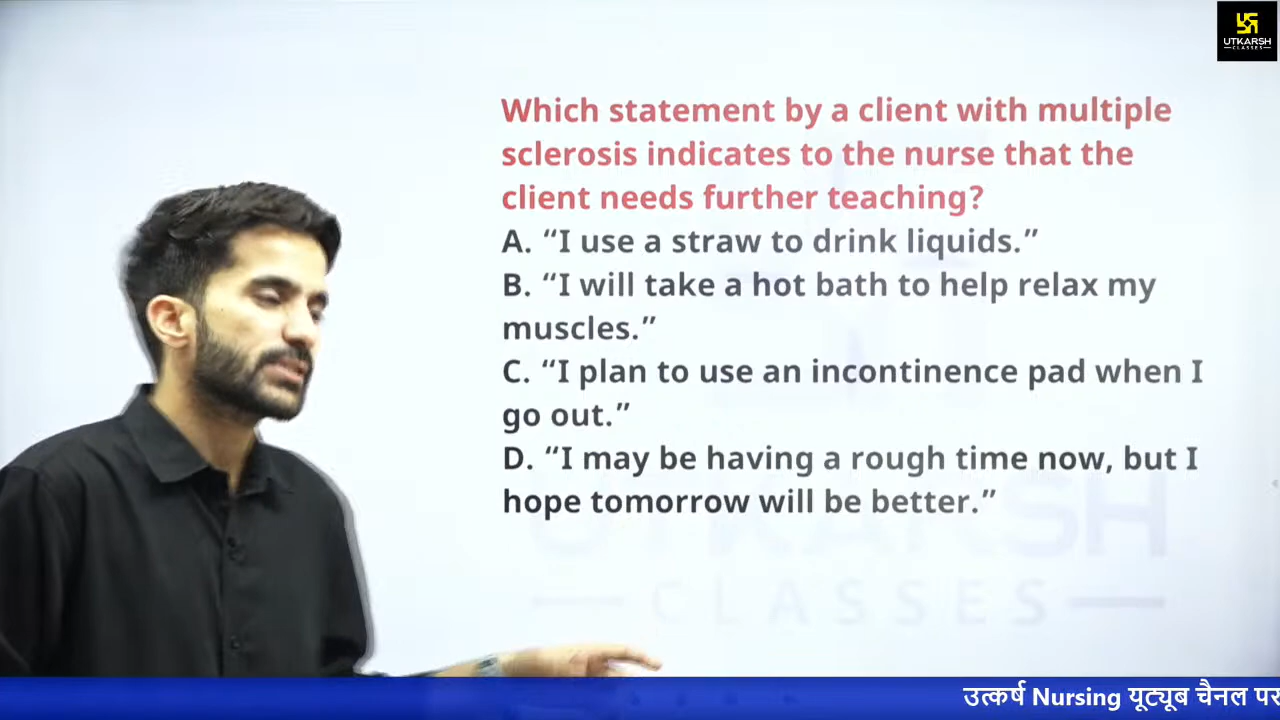 UTKARSH
CLASSES
Which statement by a client with multiple
sclerosis indicates to the nurse that the
client needs further teaching?
A. “I use a straw to drink liquids.”
B. “I will take a hot bath to help relax my
muscles.”
C. “I plan to use an incontinence pad when I
go out.”
D. “I may be having a rough time now, but I
hope tomorrow will be better.”
UTKARSH
CLASSES
उत्कर्ष Nursing यूट्यूब चैनल पर